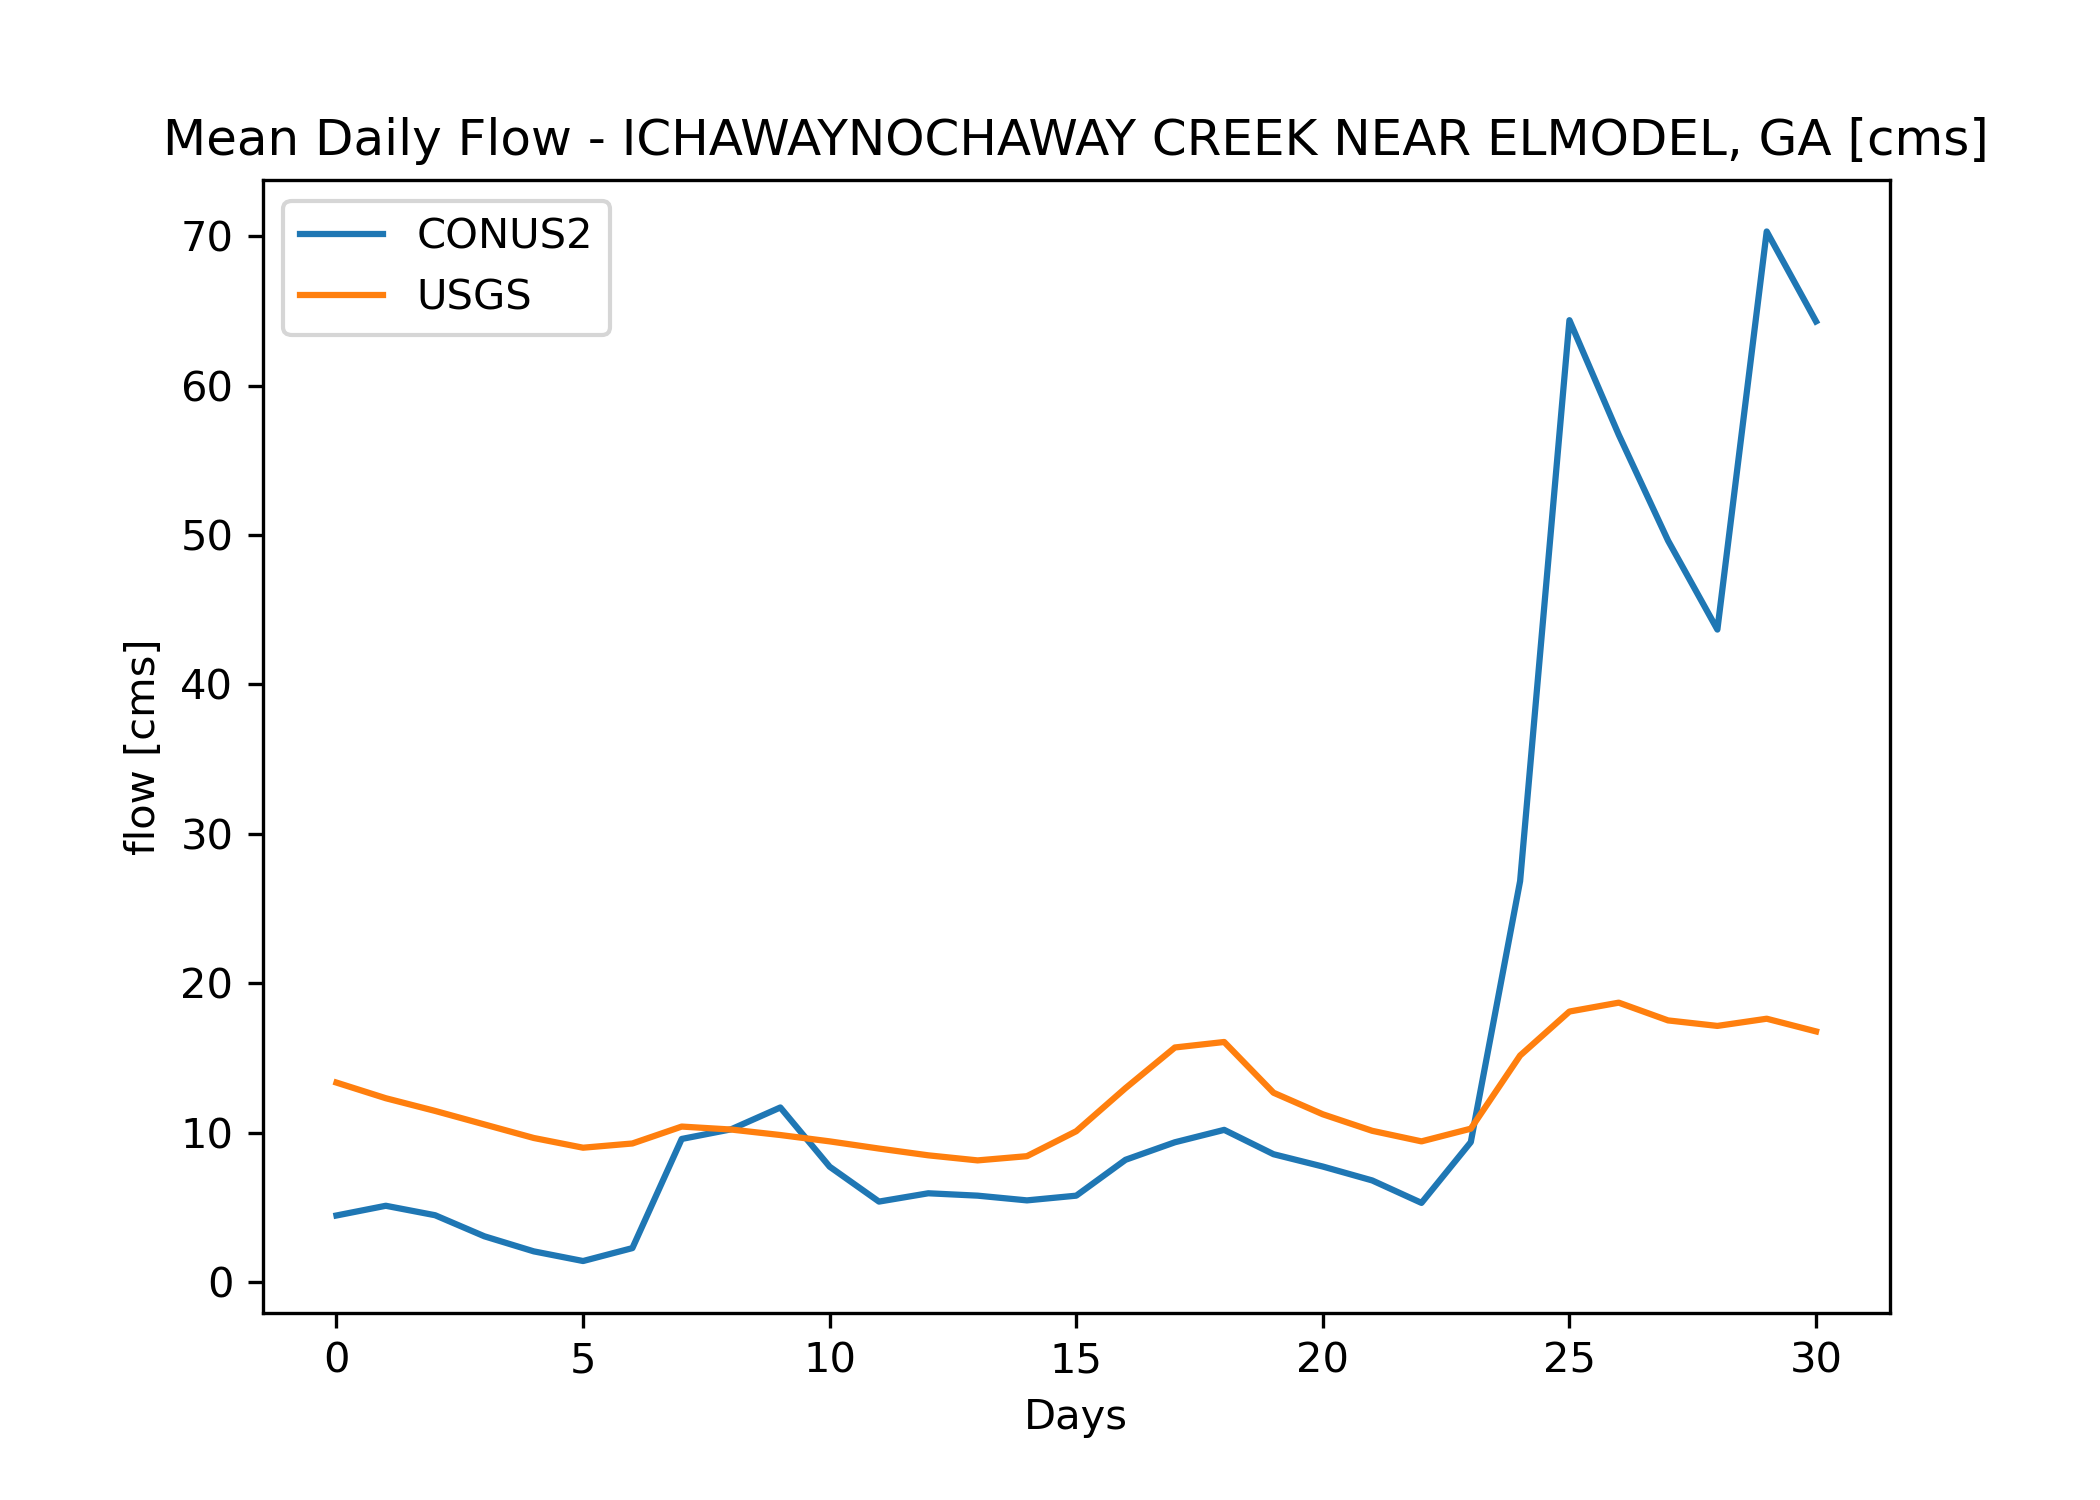 Mean Daily Flow - ICHAWAYNOCHAWAY CREEK NEAR ELMODEL, GA [cms]
CONUS2
USGS
70
60
50
40
30
20
10
0
flow [cms]
0 5 10 15 20 25 30
Days